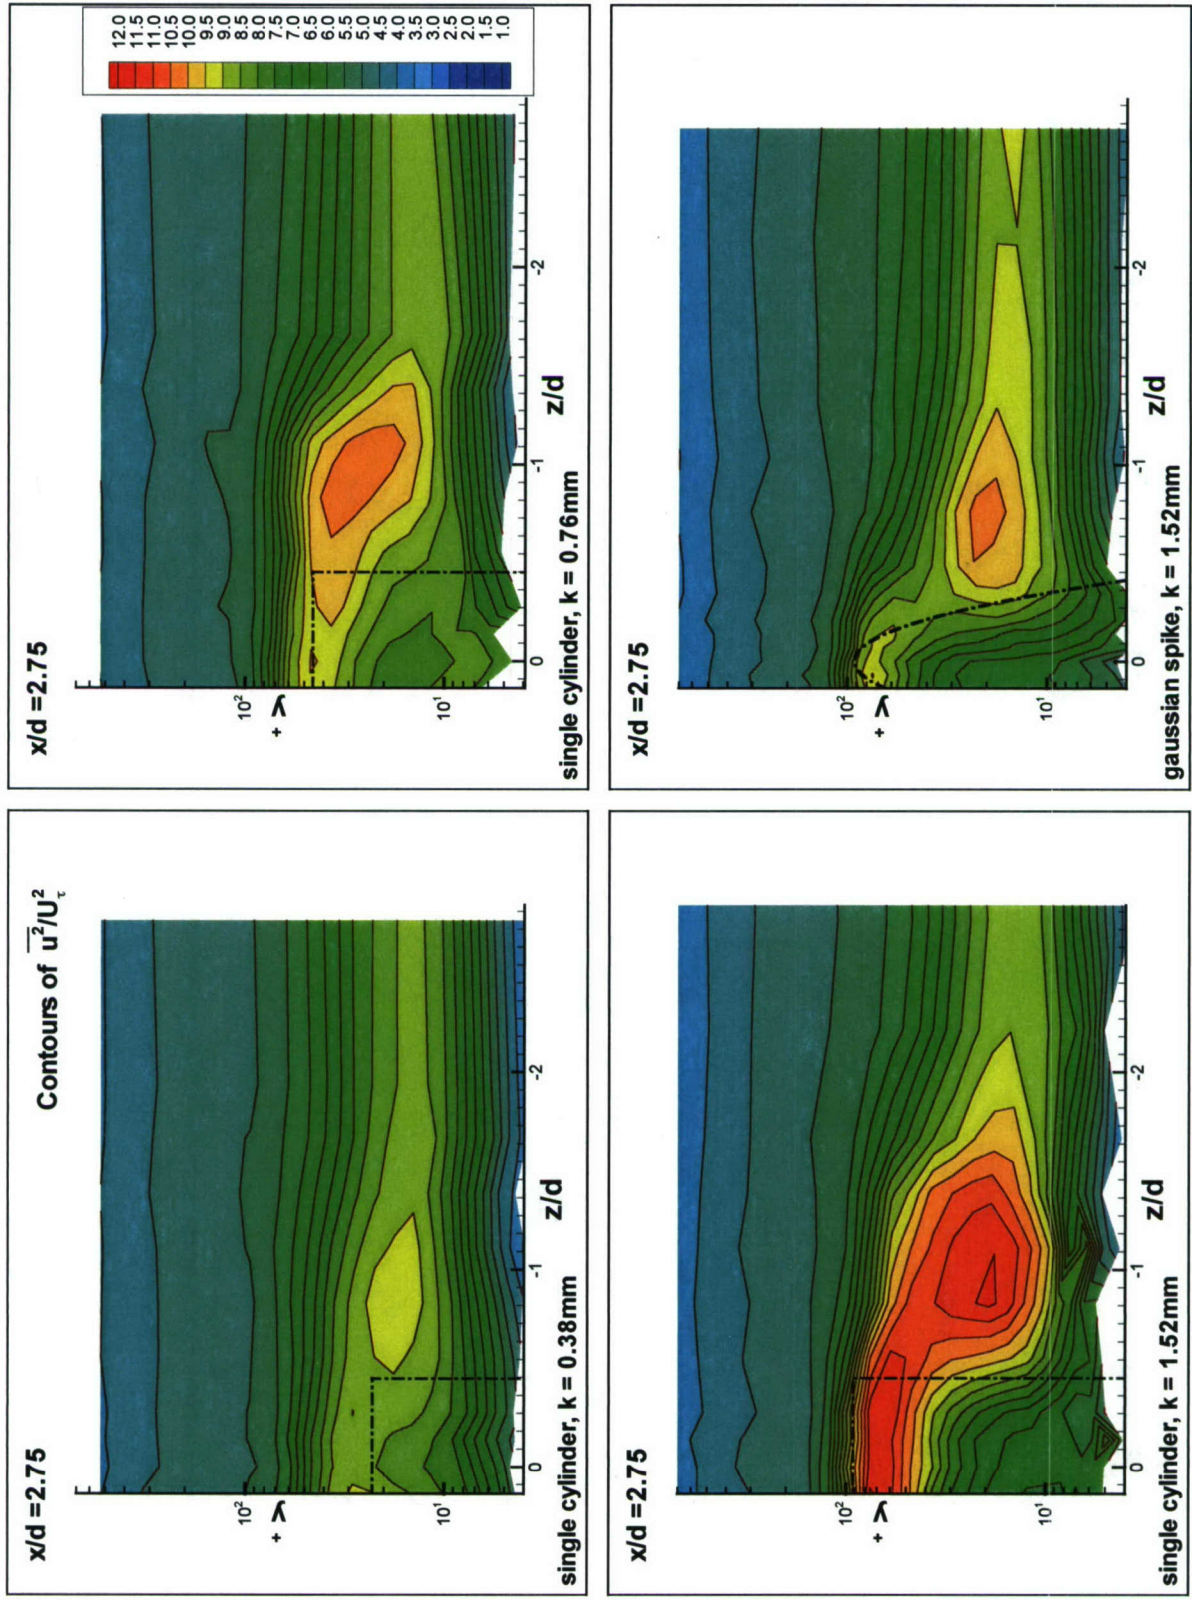 x/d =2.75
Contours of u²/U²τ
10²
y
+
10¹
0
-1
-2
z/d
single cylinder, k = 0.38mm
x/d =2.75
12.0
11.5
11.0
10.5
10.0
9.5
9.0
8.5
8.0
7.5
7.0
6.5
6.0
5.5
5.0
4.5
4.0
3.5
3.0
2.5
2.0
1.5
1.0
10²
y
+
10¹
0
-1
-2
z/d
single cylinder, k = 0.76mm
x/d =2.75
10²
y
+
10¹
0
-1
-2
z/d
single cylinder, k = 1.52mm
x/d =2.75
10²
y
+
10¹
0
-1
-2
z/d
gaussian spike, k = 1.52mm